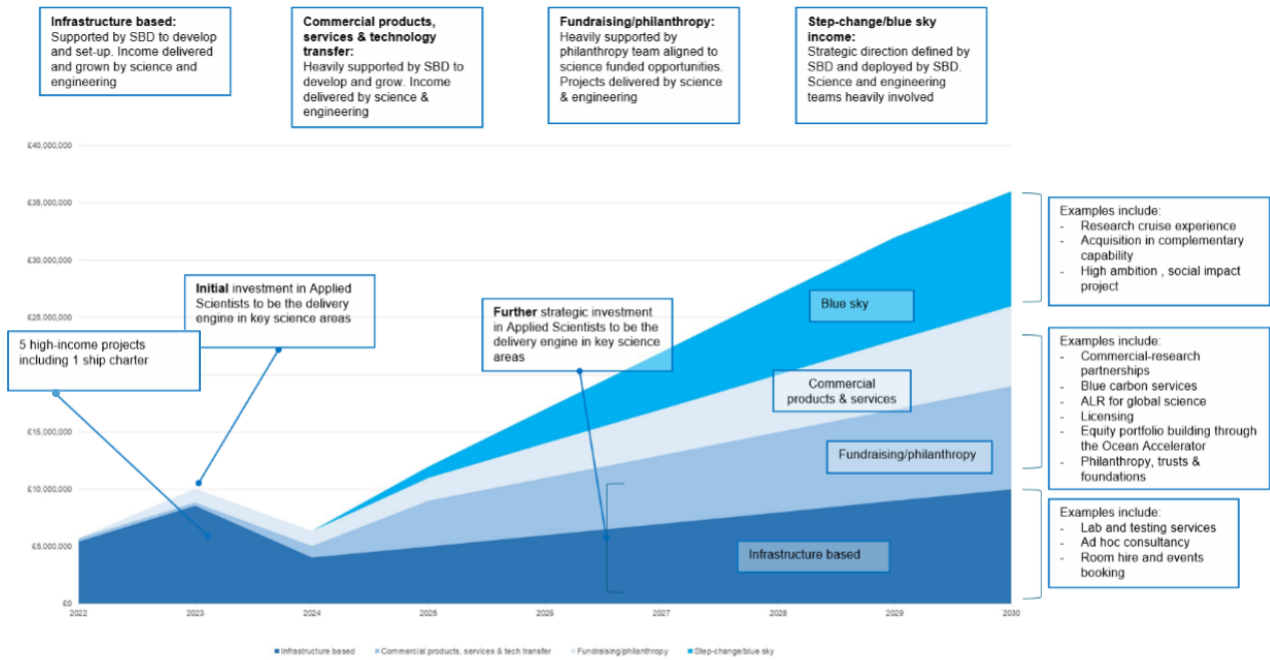 Infrastructure based:
Supported by SBD to develop
and set-up. Income delivered
and grown by science and
engineering
Commercial products,
services & technology
transfer:
Heavily supported by SBD to
develop and grow. Income
delivered by science &
engineering
Fundraising/philanthropy:
Heavily supported by
philanthropy team aligned to
science funded opportunities.
Projects delivered by science
& engineering
Step-change/blue sky
income:
Strategic direction defined by
SBD and deployed by SBD.
Science and engineering
teams heavily involved
£40,000,000
£35,000,000
£30,000,000
£25,000,000
£15,000,000
£10,000,000
£5,000,000
£0
5 high-income projects
including 1 ship charter
Initial investment in Applied
Scientists to be the delivery
engine in key science areas
Further strategic investment
in Applied Scientists to be the
delivery engine in key science
areas
Blue sky
Commercial
products & services
Fundraising/philanthropy
Infrastructure based
Examples include:
- Research cruise experience
- Acquisition in complementary
capability
- High ambition , social impact
project
Examples include:
- Commercial-research
partnerships
- Blue carbon services
- ALR for global science
- Licensing
- Equity portfolio building through
the Ocean Accelerator
- Philanthropy, trusts &
foundations
Examples include:
- Lab and testing services
- Ad hoc consultancy
- Room hire and events
booking
2022 2023 2024 2025 2026 2027 2028 2029 2030
Infrastructure based Commercial products, services & tech transfer Fundraising/philanthropy Step-change/blue sky